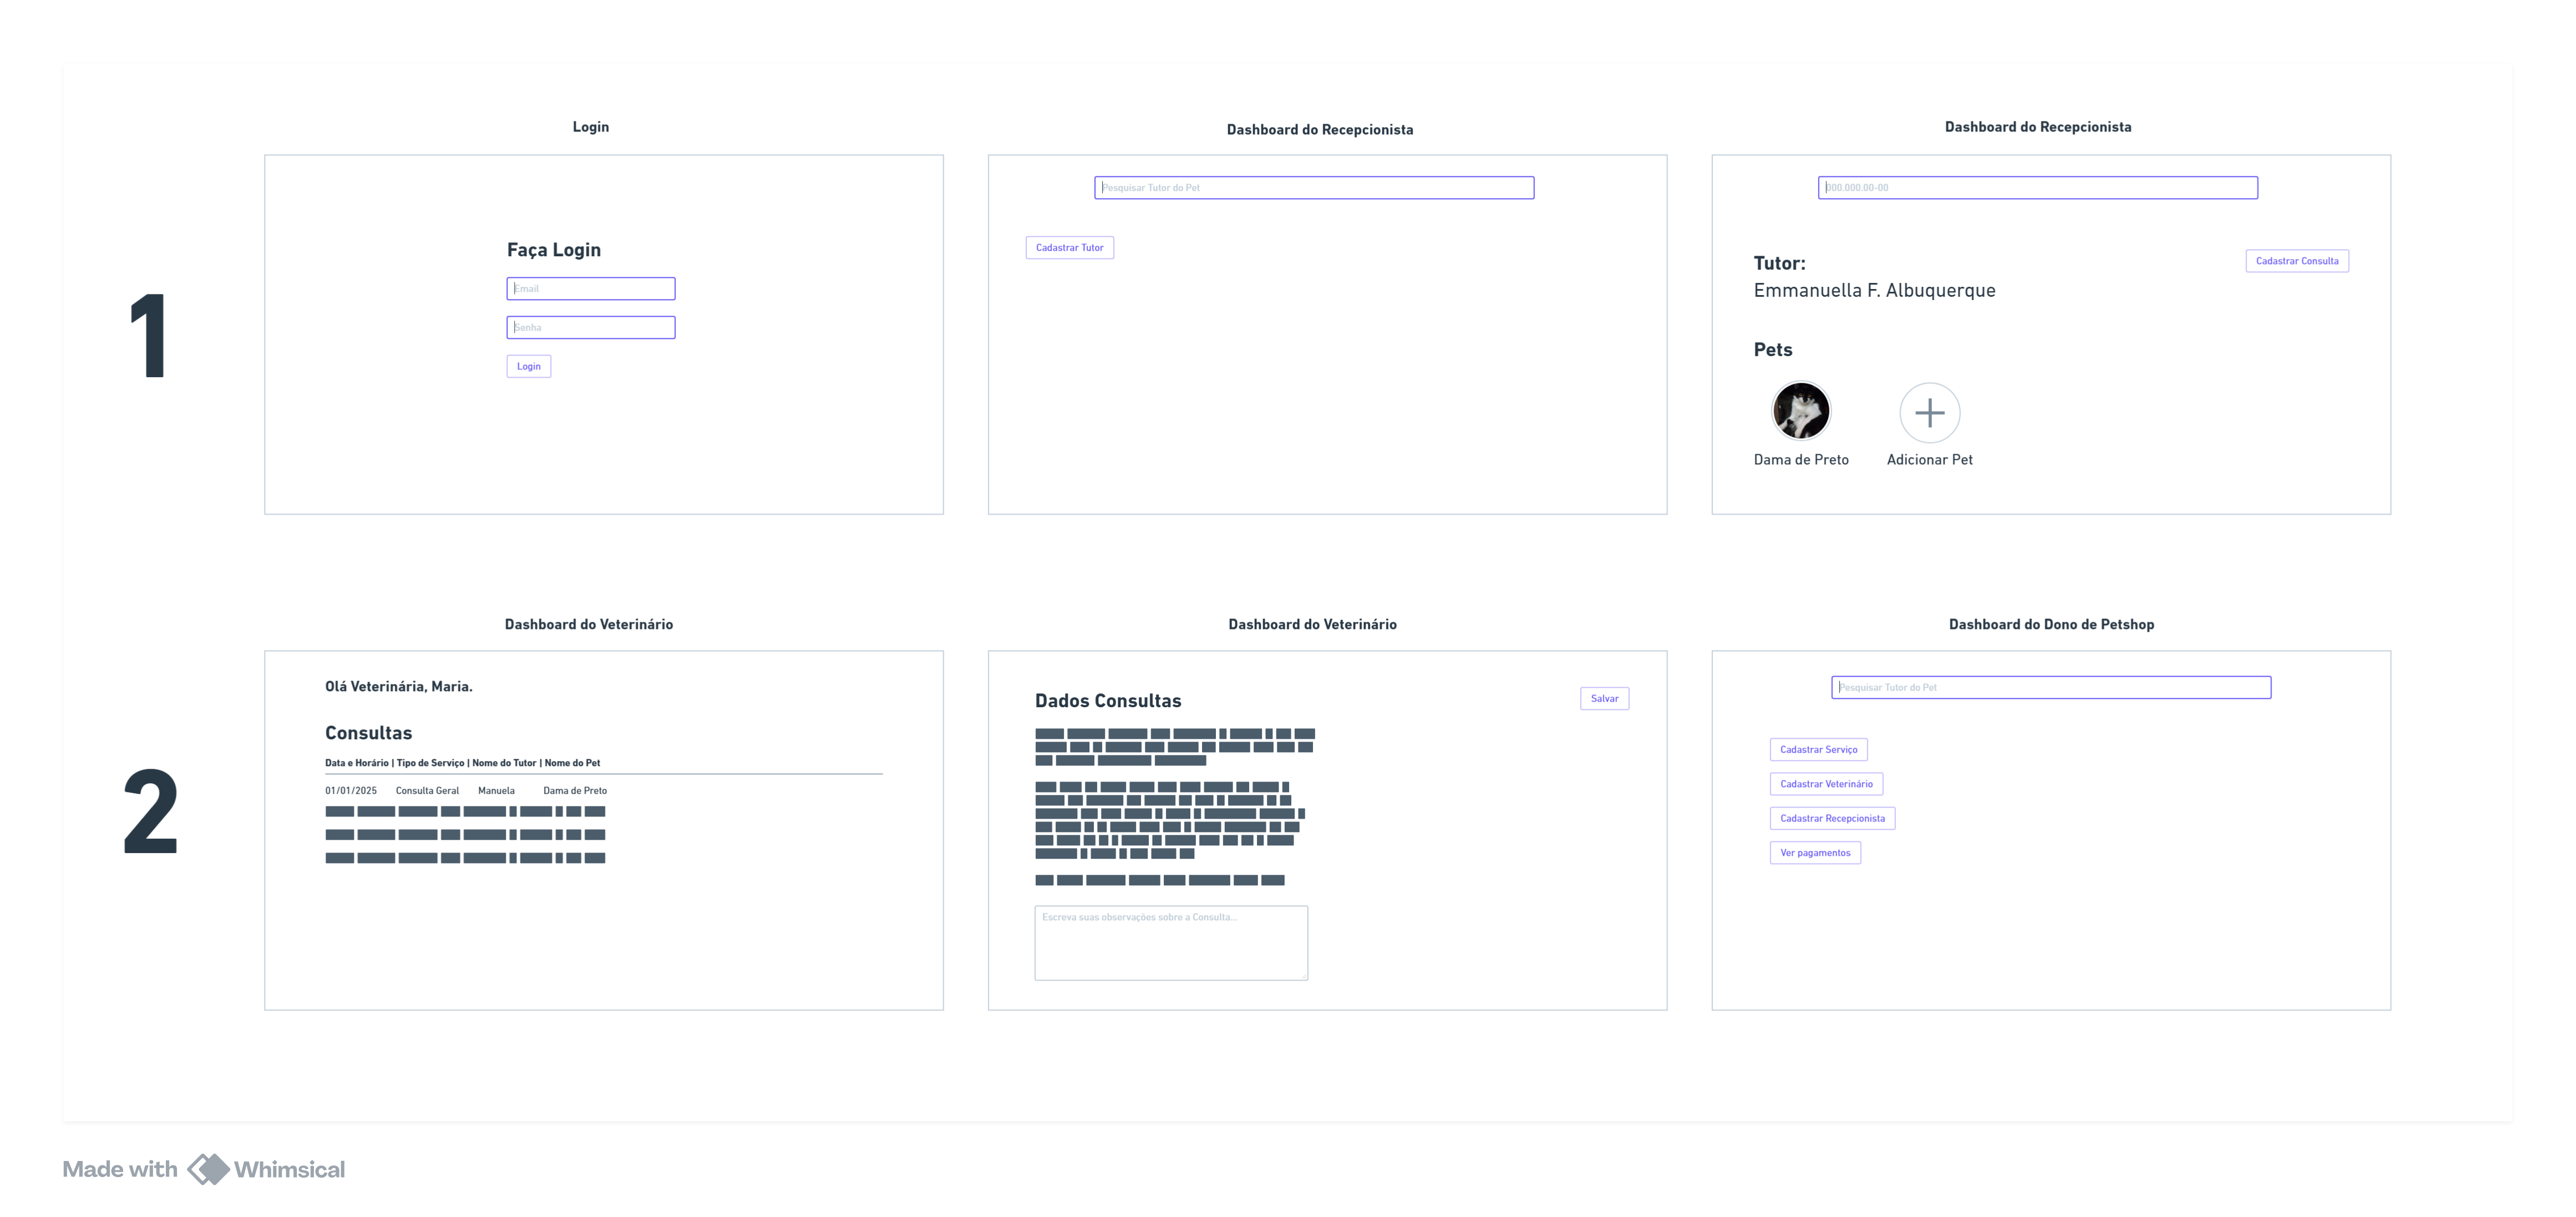 1
Login
Faça Login
Email
Senha
Login
Dashboard do Recepcionista
Pesquisar Tutor do Pet
Cadastrar Tutor
Dashboard do Recepcionista
000.000.00-00
Cadastrar Consulta
Tutor:
Emmanuella F. Albuquerque
Pets
Dama de Preto
Adicionar Pet
2
Dashboard do Veterinário
Olá Veterinária, Maria.
Consultas
Data e Horário | Tipo de Serviço | Nome do Tutor | Nome do Pet
01/01/2025 Consulta Geral Manuela Dama de Preto
Dashboard do Veterinário
Dados Consultas
Salvar
Escreva suas observações sobre a Consulta...
Dashboard do Dono de Petshop
Pesquisar Tutor do Pet
Cadastrar Serviço
Cadastrar Veterinário
Cadastrar Recepcionista
Ver pagamentos
Made with Whimsical